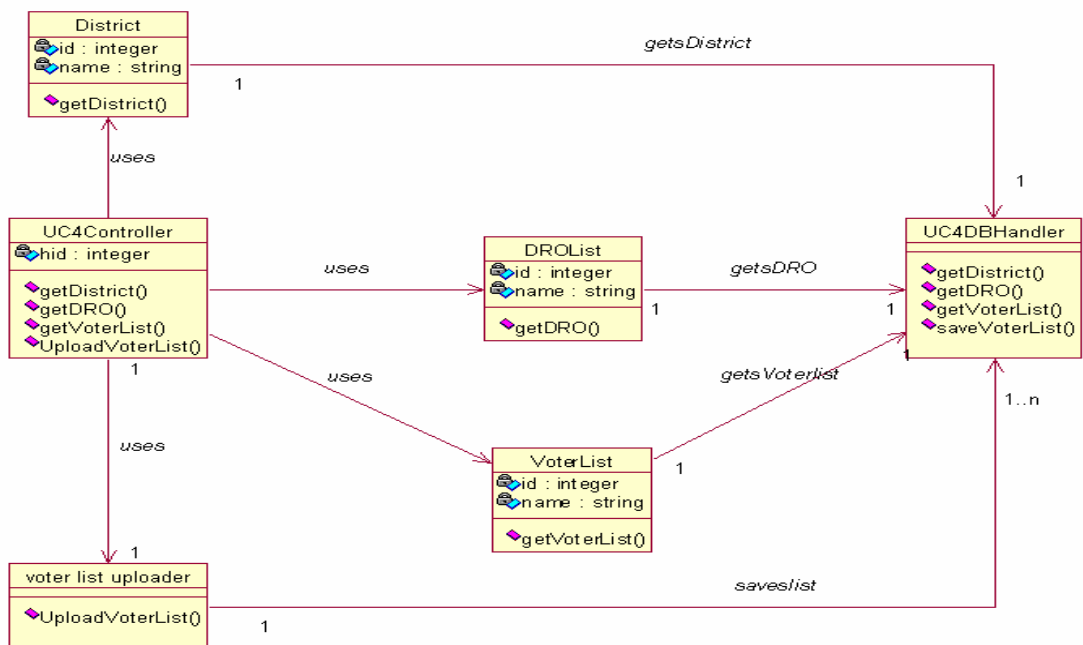 District
id : integer
name : string
getDistrict()
getsDistrict
1
1
uses
UC4Controller
hid : integer
getDistrict()
getDRO()
getVoterList()
UploadVoterList()
1
uses
DROList
id : integer
name : string
getDRO()
1
getsDRO
1
UC4DBHandler
getDistrict()
getDRO()
getVoterList()
saveVoterList()
uses
getsVoterlist
1
1..n
uses
VoterList
id : integer
name : string
getVoterList()
1
1
voter list uploader
UploadVoterList()
1
saveslist